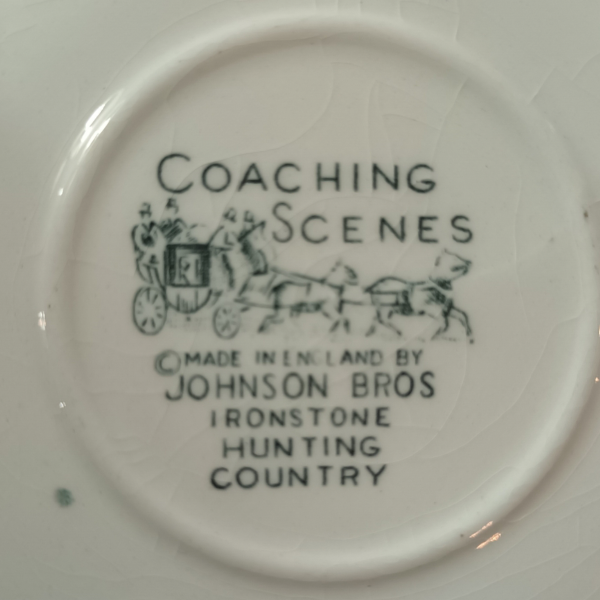 COACHING
SCENES
©MADE IN ENGLAND BY
JOHNSON BROS
IRONSTONE
HUNTING
COUNTRY